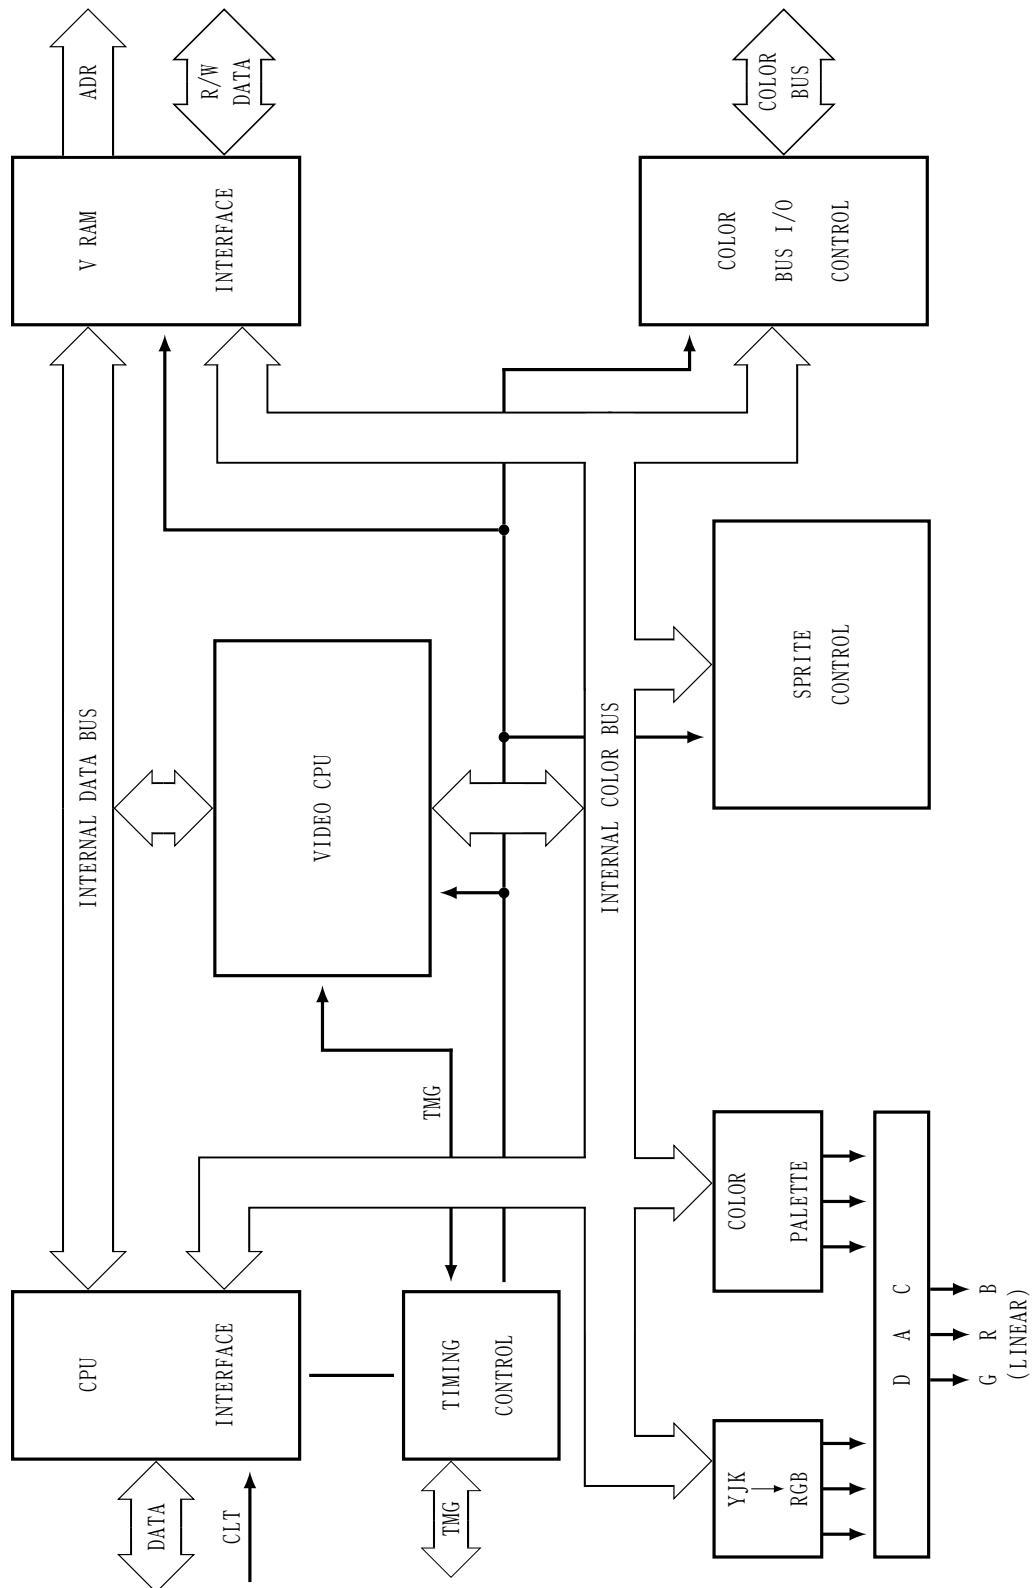 ADR
R/W
DATA
COLOR
BUS
V RAM
INTERFACE
COLOR
BUS I/O
CONTROL
INTERNAL DATA BUS
VIDEO CPU
INTERNAL COLOR BUS
SPRITE
CONTROL
TMG
CPU
INTERFACE
TIMING
CONTROL
COLOR
PALETTE
YJK
RGB
D A C
G R B
(LINEAR)
DATA
CLT
TMG